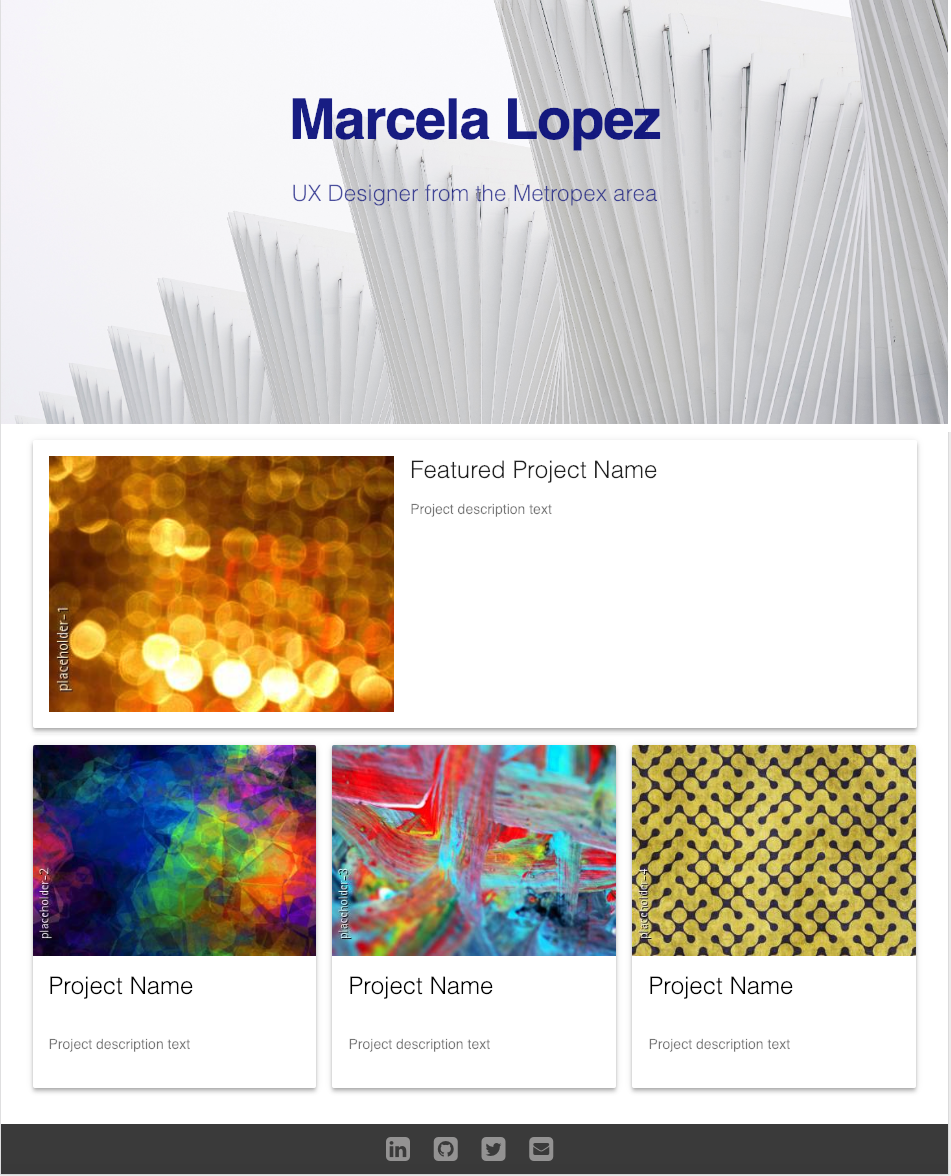 Marcela Lopez
UX Designer from the Metropex area
Featured Project Name
Project description text
placeholder-1
placeholder-2
placeholder-3
placeholder-4
Project Name
Project Name
Project Name
Project description text
Project description text
Project description text
in